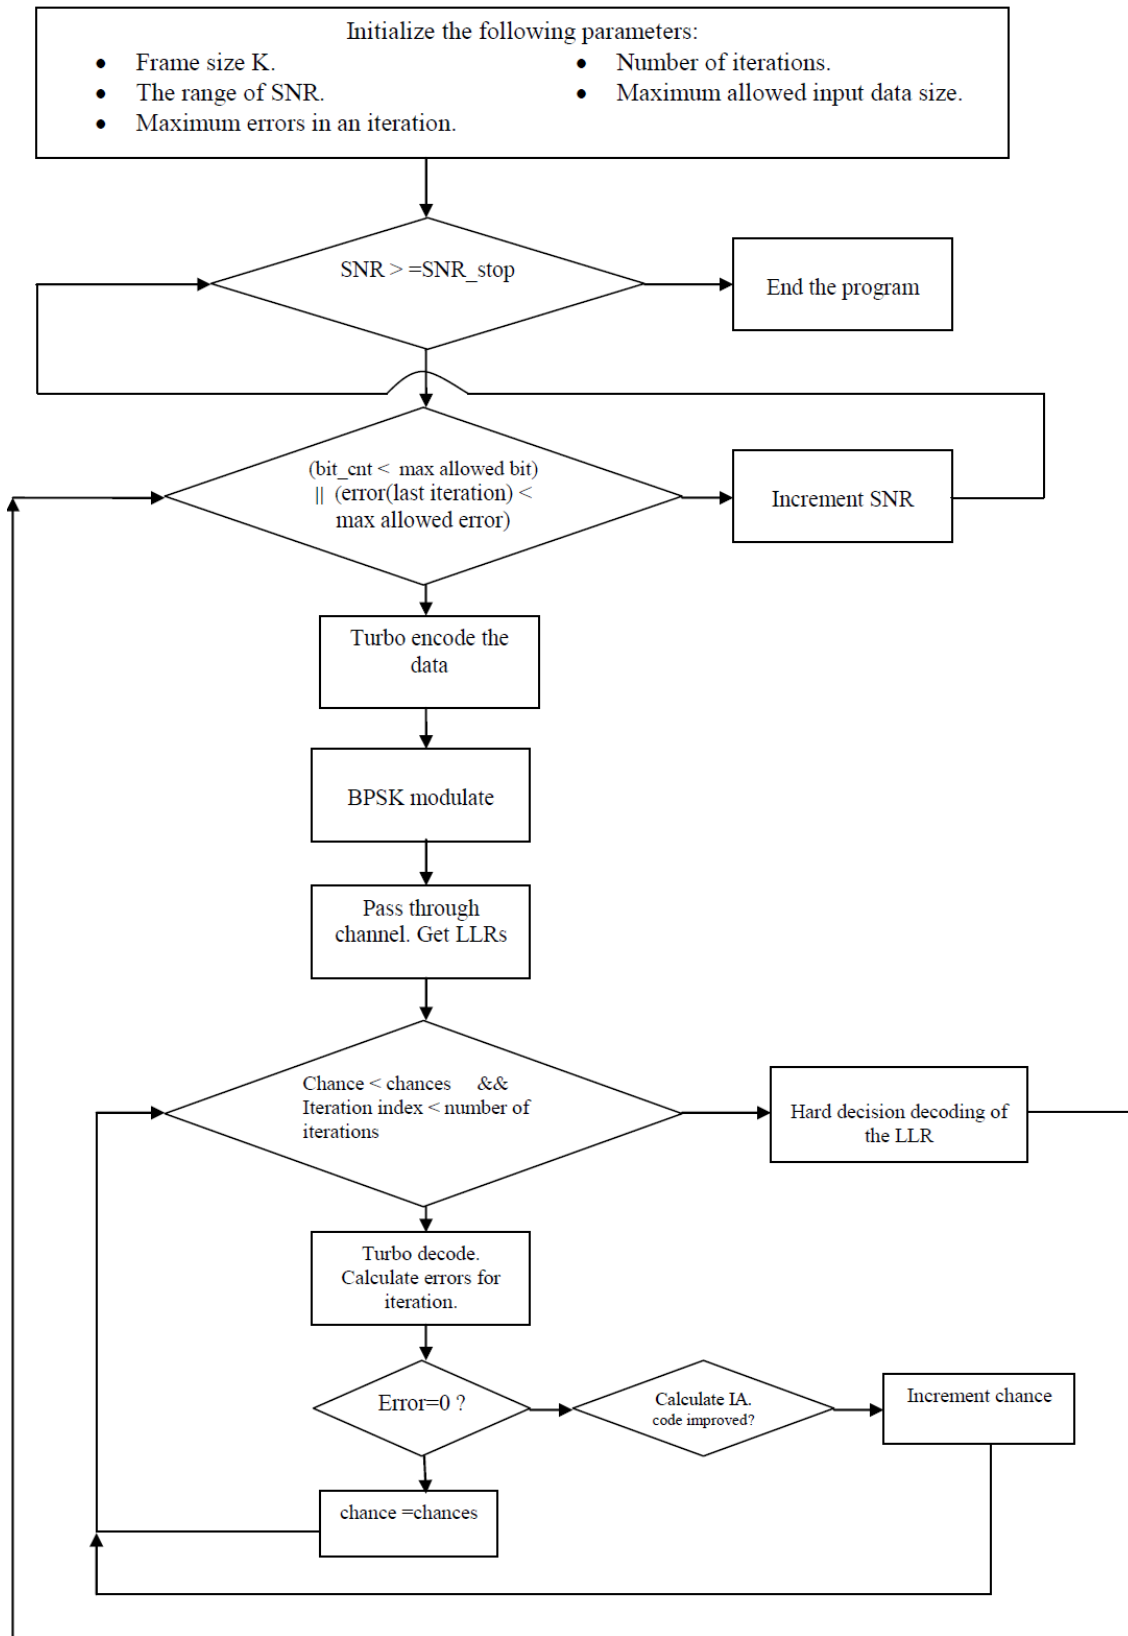 Initialize the following parameters:
• Frame size K.
• The range of SNR.
• Maximum errors in an iteration.
• Number of iterations.
• Maximum allowed input data size.
SNR > =SNR_stop
End the program
(bit_cnt < max allowed bit)
|| (error(last iteration) <
max allowed error)
Increment SNR
Turbo encode the
data
BPSK modulate
Pass through
channel. Get LLRs
Chance < chances &&
Iteration index < number of
iterations
Hard decision decoding of
the LLR
Turbo decode.
Calculate errors for
iteration.
Error=0 ?
Calculate IA.
code improved?
Increment chance
chance =chances